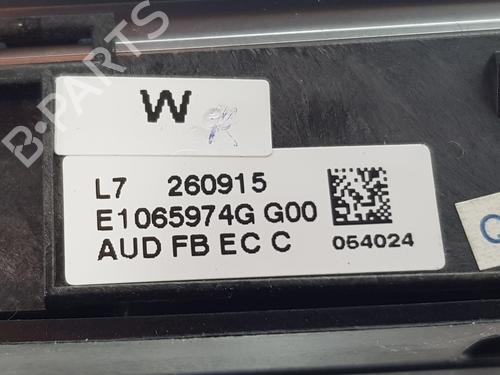 B-PARTS
W
L7 260915
E1065974G G00
AUD FB EC C
054024